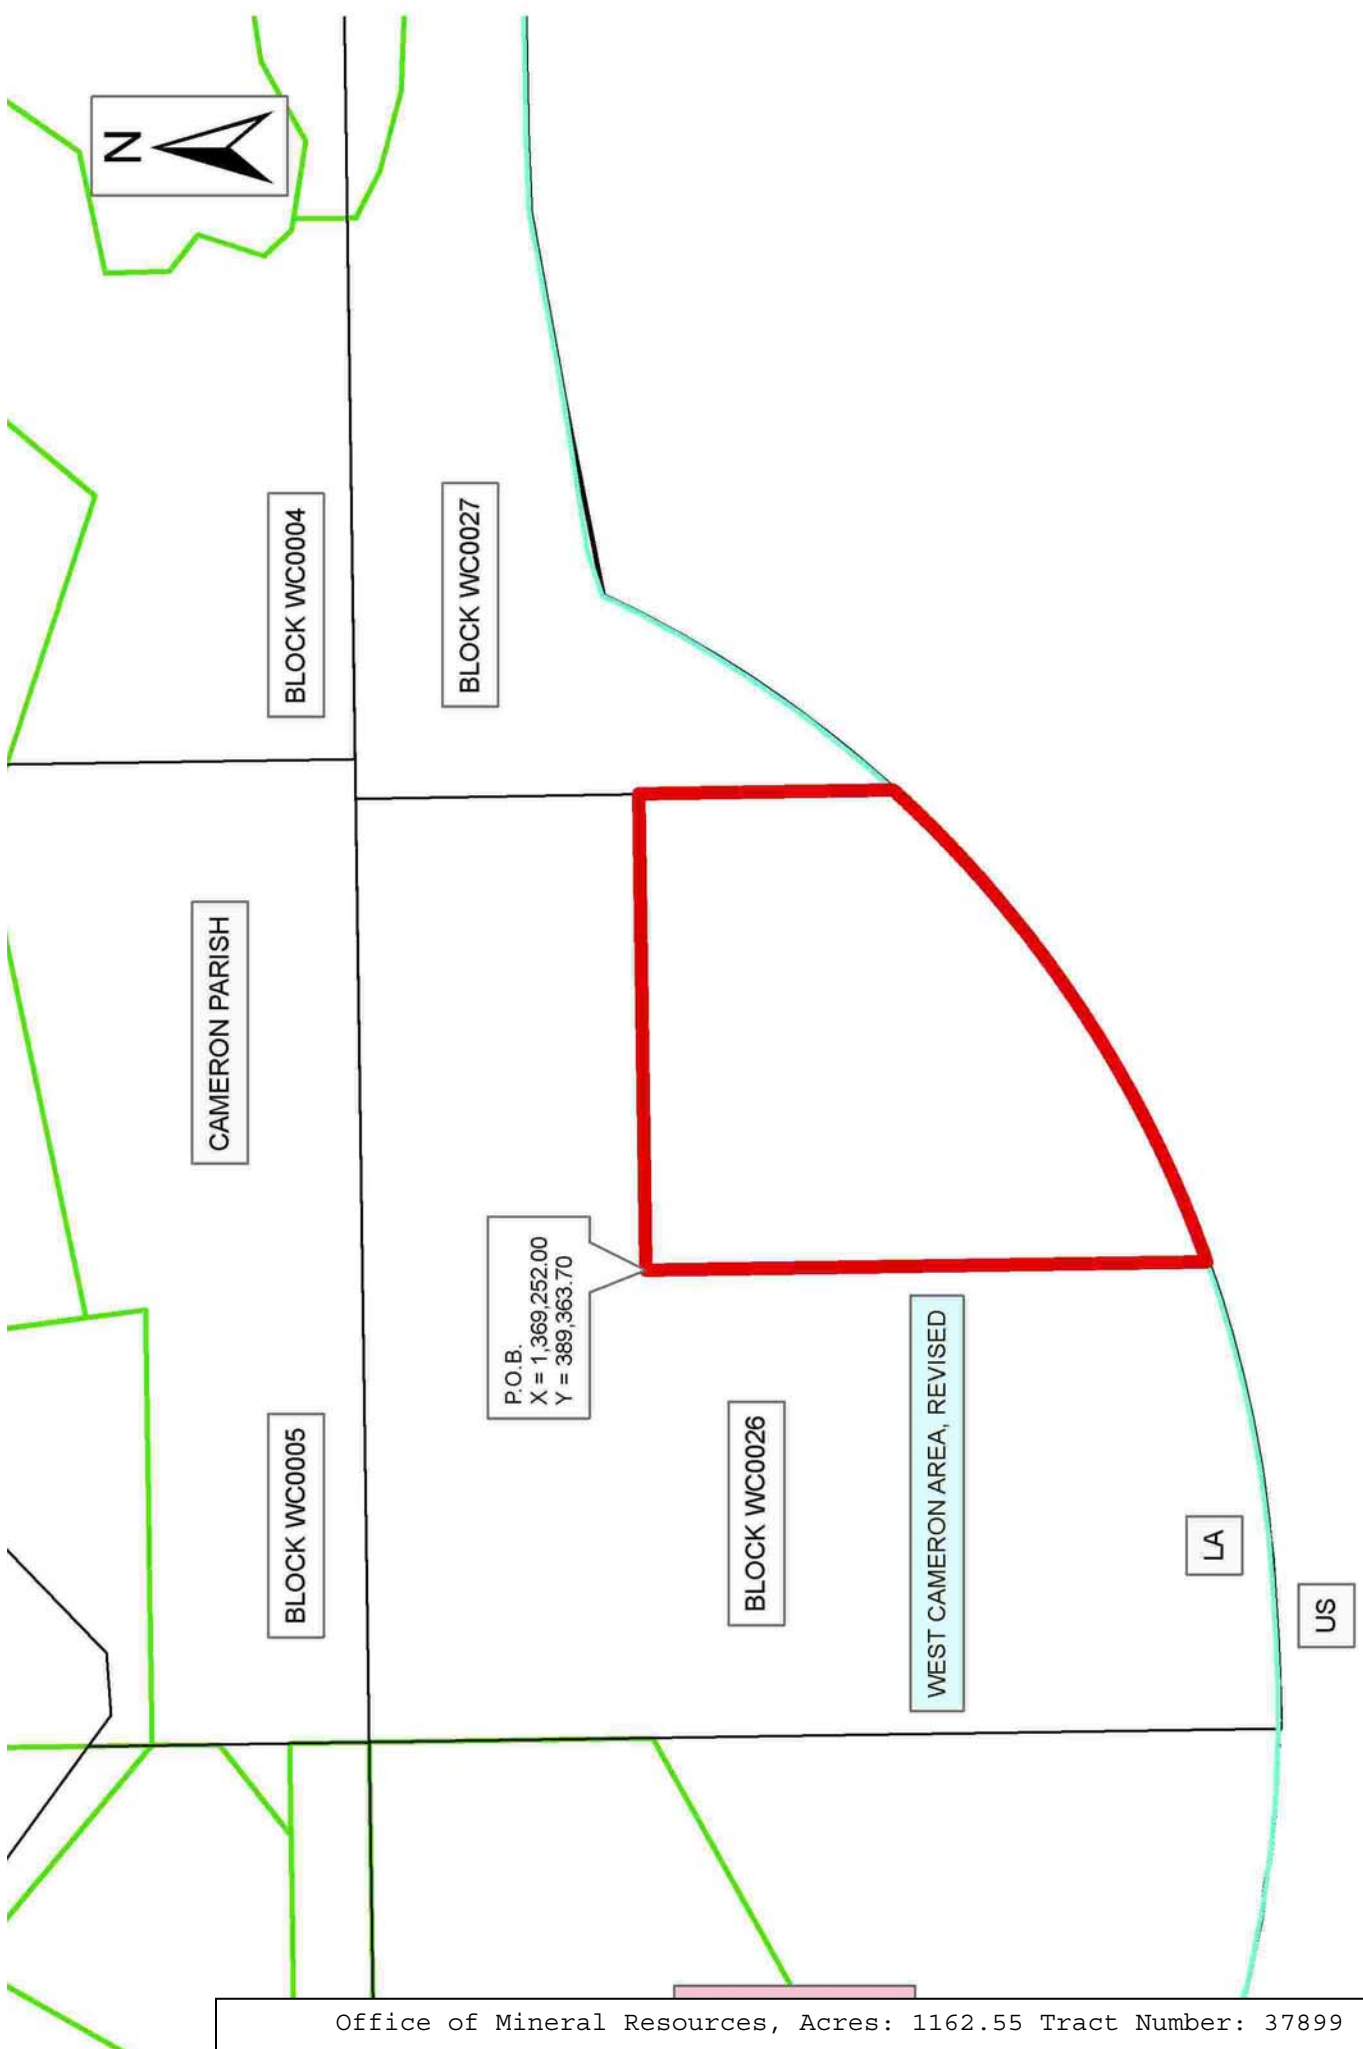 N
BLOCK WC0004
BLOCK WC0027
CAMERON PARISH
P.O.B.
X = 1,369,252.00
Y = 389,363.70
BLOCK WC0005
BLOCK WC0026
WEST CAMERON AREA, REVISED
LA
US
Office of Mineral Resources, Acres: 1162.55 Tract Number: 37899